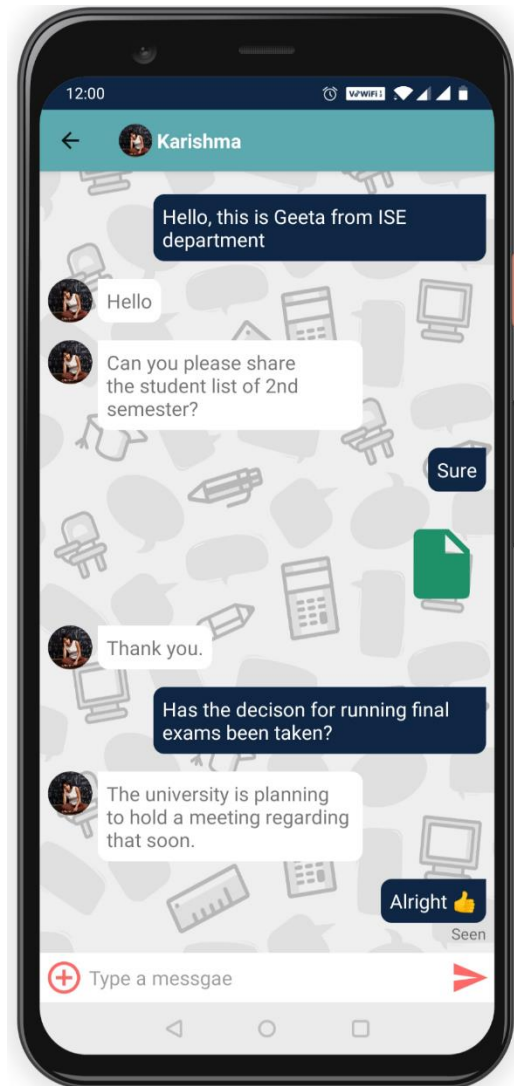 12:00
Karishma
Hello, this is Geeta from ISE
department
Hello
Can you please share
the student list of 2nd
semester?
Sure
Thank you.
Has the decison for running final
exams been taken?
The university is planning
to hold a meeting regarding
that soon.
Alright 👍
Seen
Type a messgae